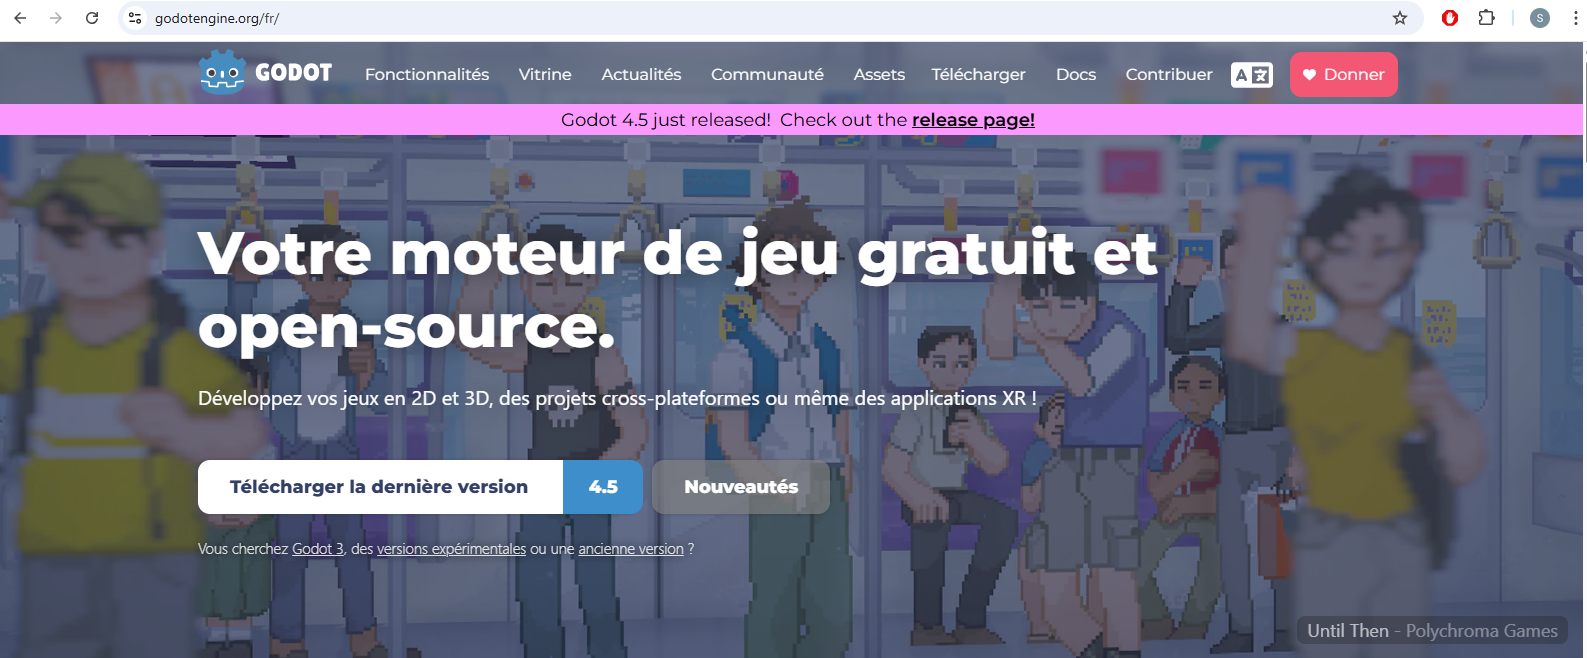 godotengine.org/fr/
S
GODOT Fonctionnalités Vitrine Actualités Communauté Assets Télécharger Docs Contribuer A文 Donner
Godot 4.5 just released! Check out the release page!
Votre moteur de jeu gratuit et
open-source.
Développez vos jeux en 2D et 3D, des projets cross-plateformes ou même des applications XR !
Télécharger la dernière version 4.5 Nouveautés
Vous cherchez Godot 3, des versions expérimentales ou une ancienne version ?
Until Then - Polychroma Games